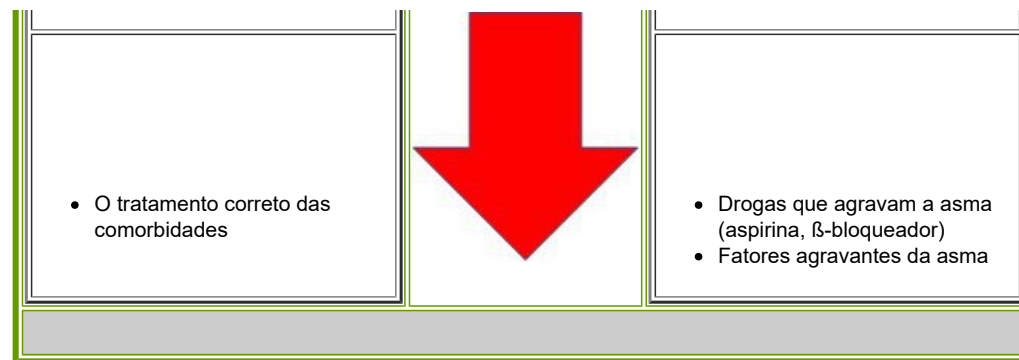 • O tratamento correto das
comorbidades
• Drogas que agravam a asma
(aspirina, ß-bloqueador)
• Fatores agravantes da asma